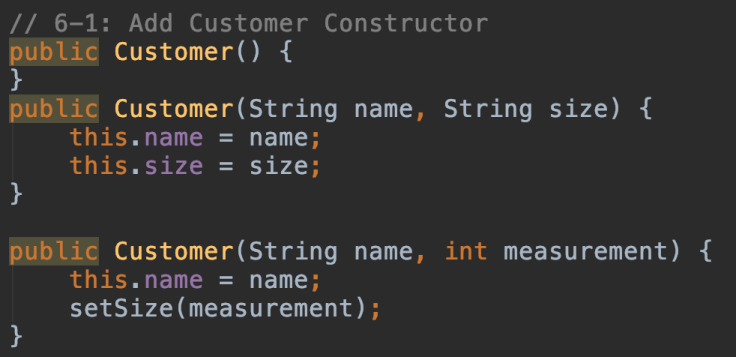 // 6-1: Add Customer Constructor
public Customer() {
}
public Customer(String name, String size) {
    this.name = name;
    this.size = size;
}

public Customer(String name, int measurement) {
    this.name = name;
    setSize(measurement);
}